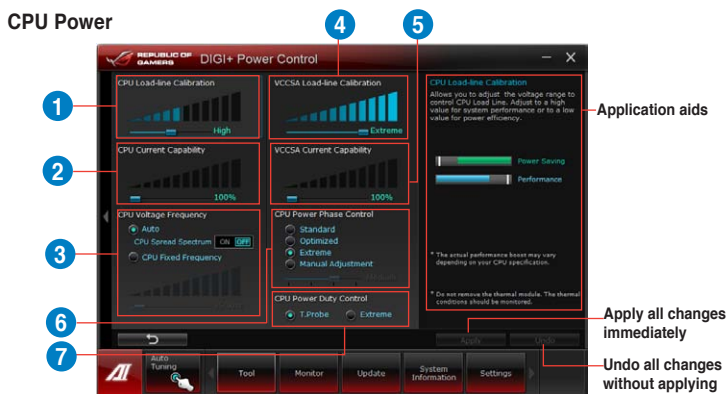 CPU Power
4
5
REPUBLIC OF
GAMERS
DIGI+ Power Control
1
CPU Load-line Calibration
High
VCCSA Load-line Calibration
Extreme
CPU Load-line Calibration
Allows you to adjust the voltage range to
control CPU Load Line. Adjust to a high
value for system performance or to a low
value for power efficiency.
Application aids
2
CPU Current Capability
100%
VCCSA Current Capability
100%
Power Saving
Performance
3
CPU Voltage Frequency
Auto
CPU Spread Spectrum ON OFF
CPU Fixed Frequency
CPU Power Phase Control
Standard
Optimized
Extreme
Manual Adjustment
* The actual performance boost may vary
depending on your CPU specification.
* Do not remove the thermal module. The thermal
conditions should be monitored.
6
CPU Power Duty Control
T.Probe
Extreme
7
Apply
Undo
Apply all changes
immediately
Undo all changes
without applying
AI
Auto
Tuning
Tool
Monitor
Update
System
Information
Settings